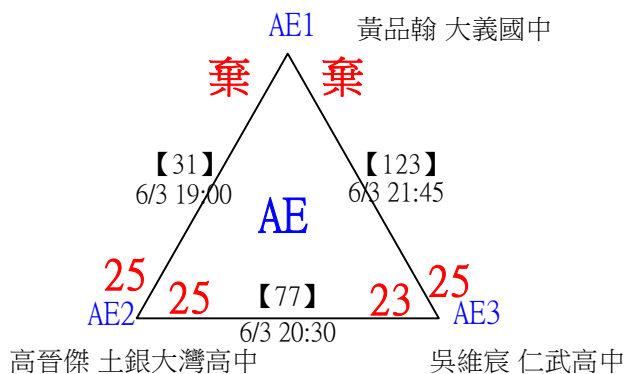 AE1 黃品翰 大義國中
棄 棄
【31】 【123】
6/3 19:00 6/3 21:45
AE
25 25
25 【77】 23
AE2 AE3
6/3 20:30
高晉傑 土銀大灣高中 吳維宸 仁武高中